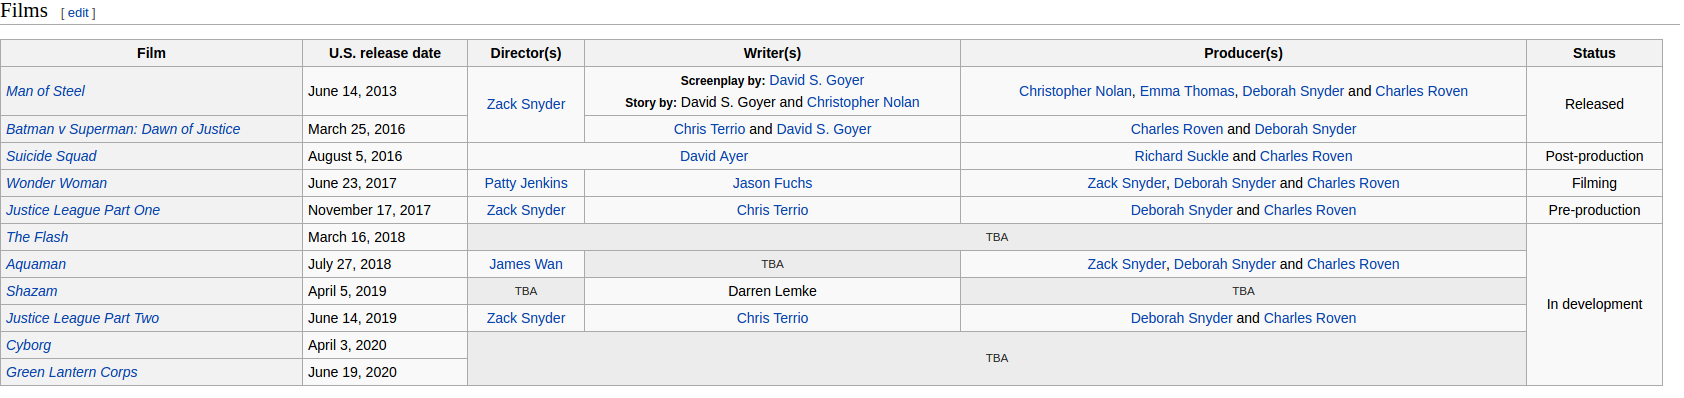 Films [ edit ]
Film U.S. release date Director(s) Writer(s) Producer(s) Status
Man of Steel June 14, 2013 Zack Snyder Screenplay by: David S. Goyer
Story by: David S. Goyer and Christopher Nolan Christopher Nolan, Emma Thomas, Deborah Snyder and Charles Roven Released
Batman v Superman: Dawn of Justice March 25, 2016 Chris Terrio and David S. Goyer Charles Roven and Deborah Snyder
Suicide Squad August 5, 2016 David Ayer Richard Suckle and Charles Roven Post-production
Wonder Woman June 23, 2017 Patty Jenkins Jason Fuchs Zack Snyder, Deborah Snyder and Charles Roven Filming
Justice League Part One November 17, 2017 Zack Snyder Chris Terrio Deborah Snyder and Charles Roven Pre-production
The Flash March 16, 2018 TBA In development
Aquaman July 27, 2018 James Wan TBA Zack Snyder, Deborah Snyder and Charles Roven
Shazam April 5, 2019 TBA Darren Lemke TBA
Justice League Part Two June 14, 2019 Zack Snyder Chris Terrio Deborah Snyder and Charles Roven
Cyborg April 3, 2020 TBA
Green Lantern Corps June 19, 2020